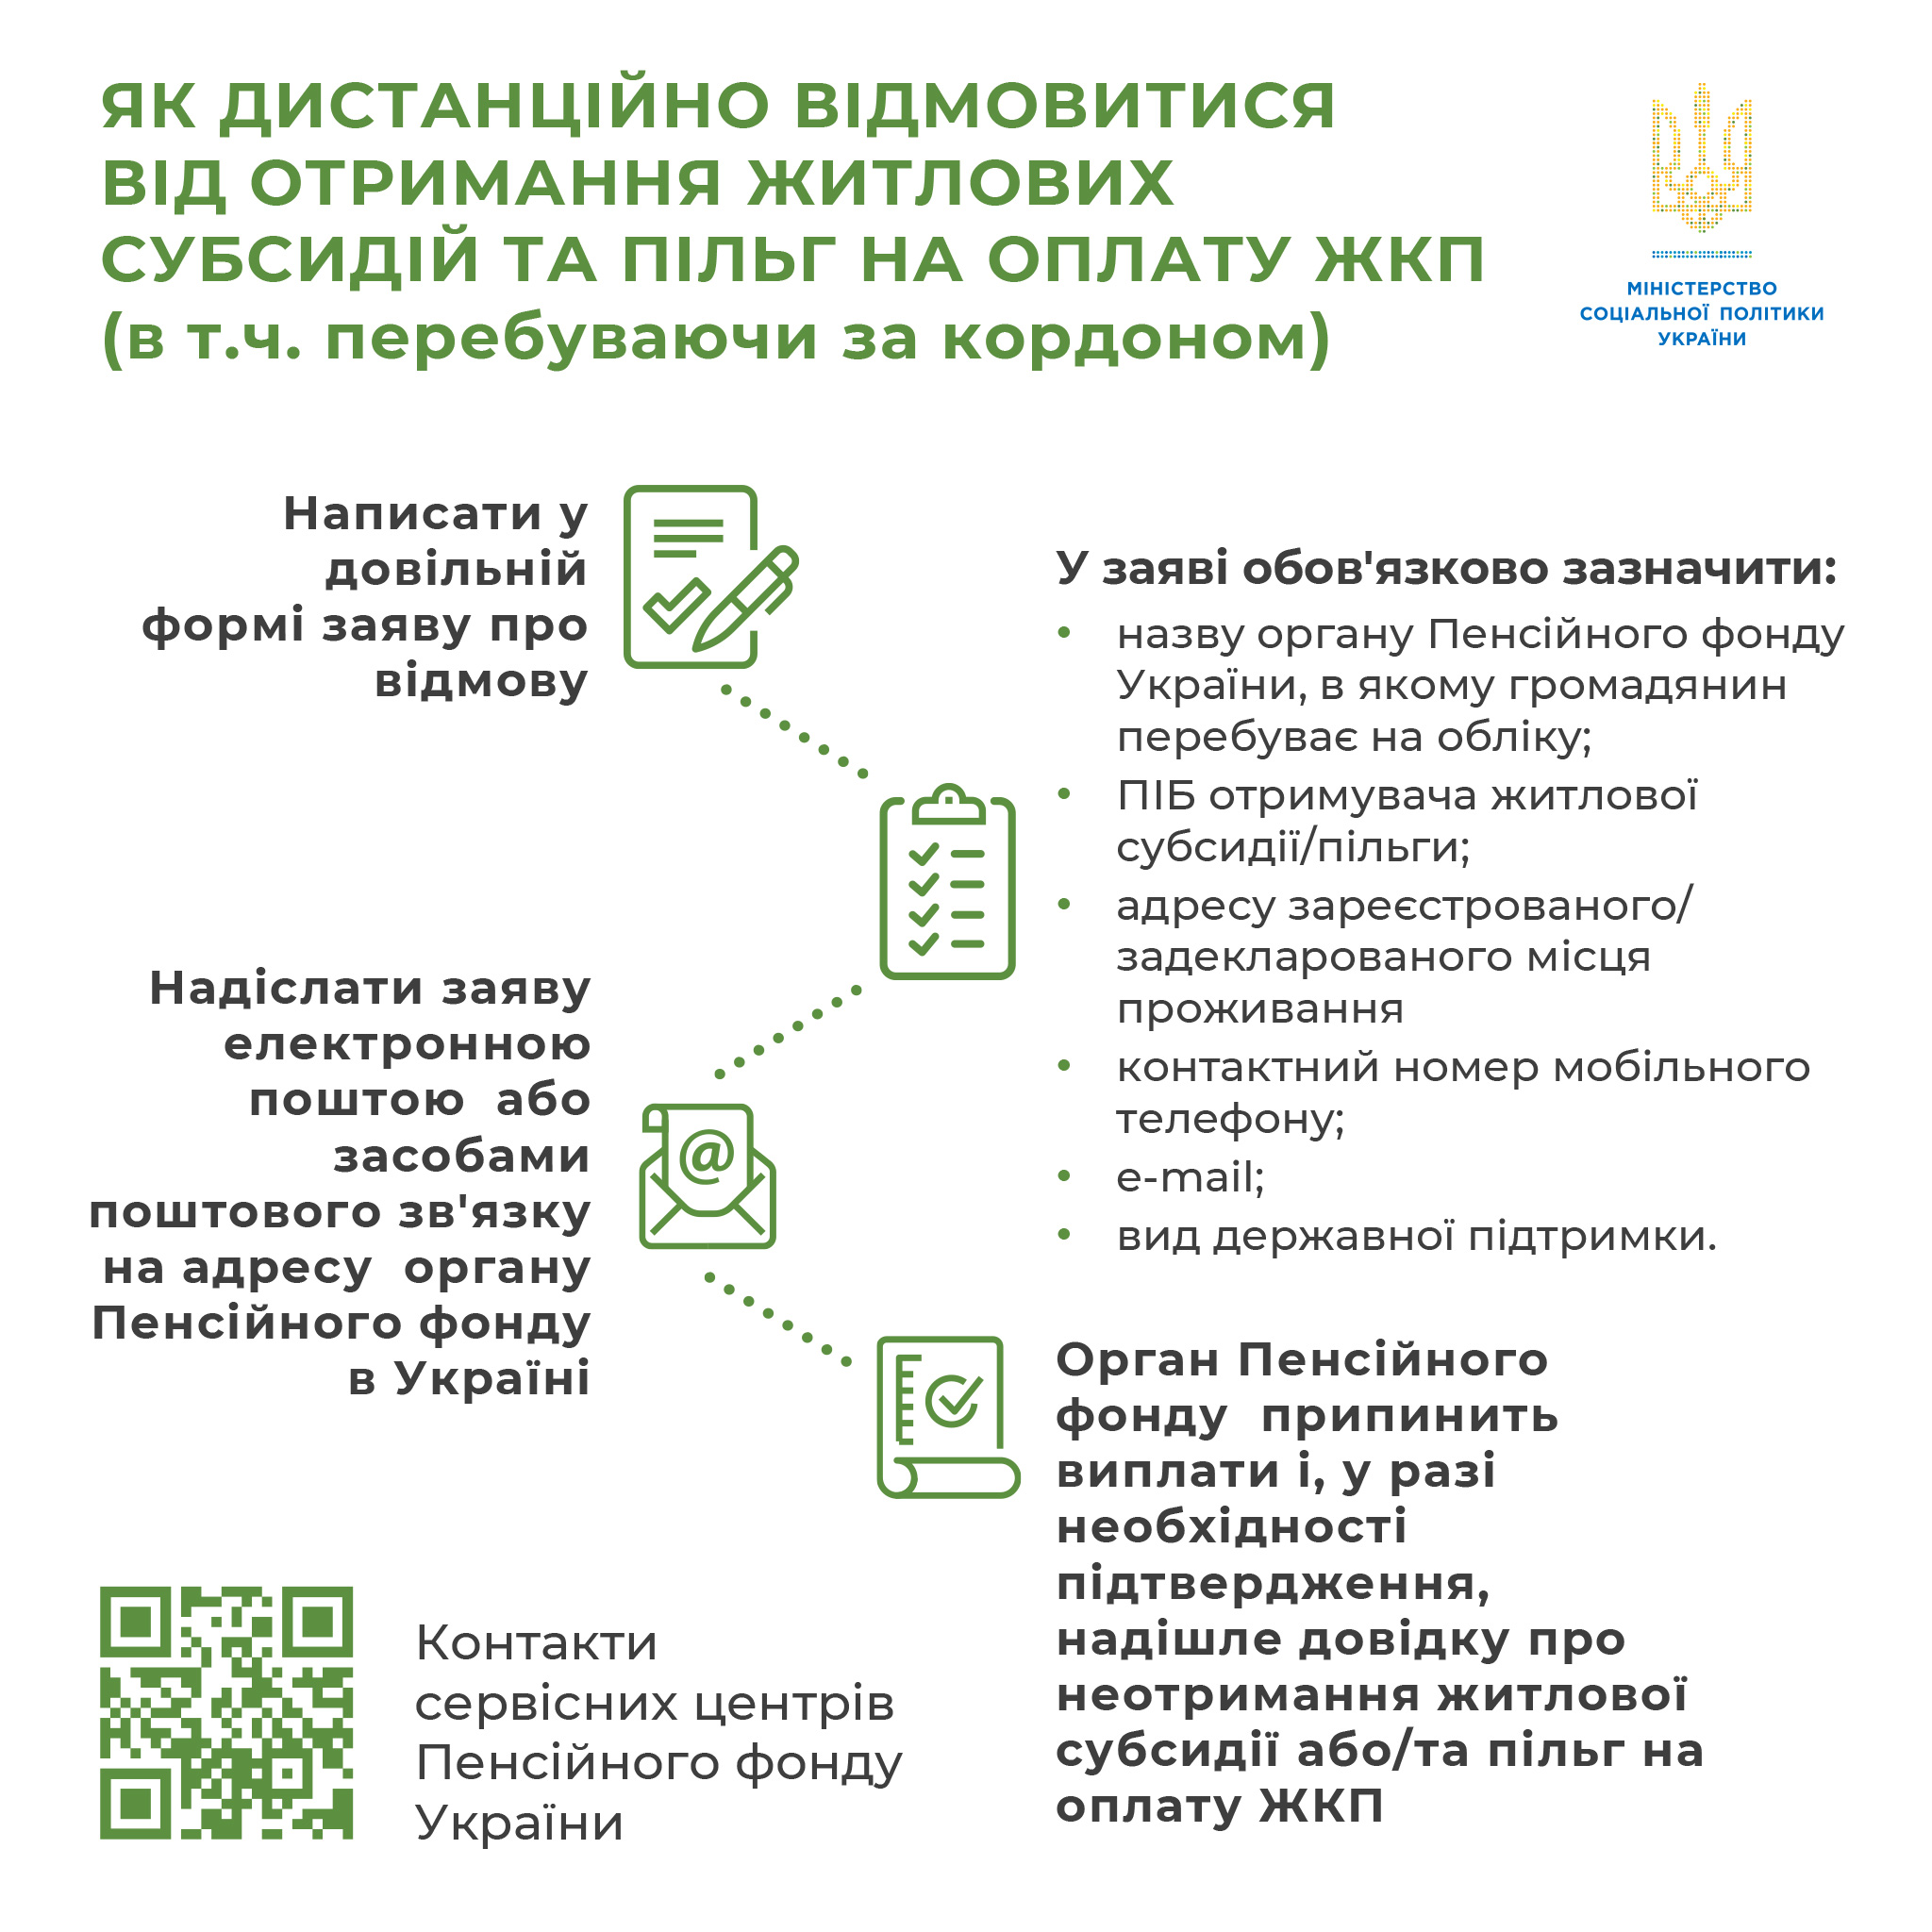 ЯК ДИСТАНЦІЙНО ВІДМОВИТИСЯ
ВІД ОТРИМАННЯ ЖИТЛОВИХ
СУБСИДІЙ ТА ПІЛЬГ НА ОПЛАТУ ЖКП
(в т.ч. перебуваючи за кордоном)
МІНІСТЕРСТВО
СОЦІАЛЬНОЇ ПОЛІТИКИ
УКРАЇНИ
Написати у
довільній
формі заяву про
відмову
У заяві обов'язково зазначити:
• назву органу Пенсійного фонду
України, в якому громадянин
перебуває на обліку;
• ПІБ отримувача житлової
субсидії/пільги;
• адресу зареєстрованого/
задекларованого місця
проживання
• контактний номер мобільного
телефону;
• e-mail;
• вид державної підтримки.
Надіслати заяву
електронною
поштою або
засобами
поштового зв'язку
на адресу органу
Пенсійного фонду
в Україні
@
Орган Пенсійного
фонду припинить
виплати і, у разі
необхідності
підтвердження,
надішле довідку про
неотримання житлової
субсидії або/та пільг на
оплату ЖКП
Контакти
сервісних центрів
Пенсійного фонду
України